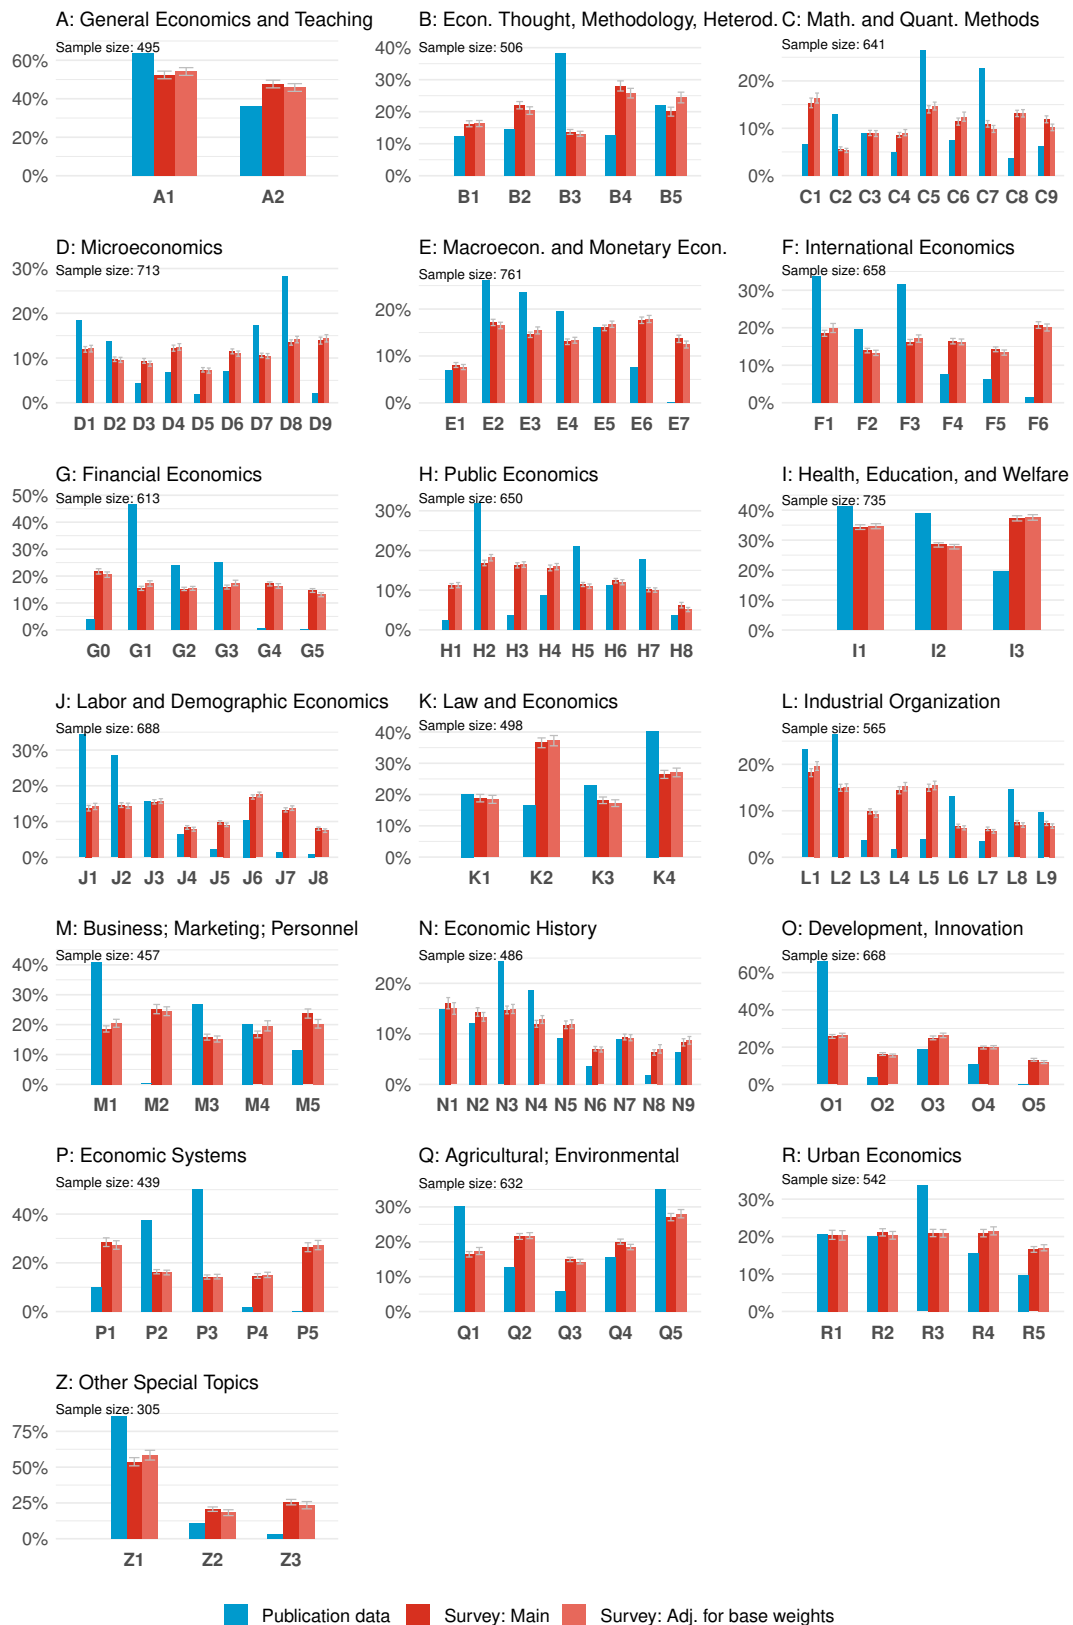 A: General Economics and Teaching
Sample size: 495
60%
40%
20%
0%
A1 A2
B: Econ. Thought, Methodology, Heterod.
Sample size: 506
40%
30%
20%
10%
0%
B1 B2 B3 B4 B5
C: Math. and Quant. Methods
Sample size: 641
20%
10%
0%
C1 C2 C3 C4 C5 C6 C7 C8 C9
D: Microeconomics
Sample size: 713
30%
20%
10%
0%
D1 D2 D3 D4 D5 D6 D7 D8 D9
E: Macroecon. and Monetary Econ.
Sample size: 761
20%
10%
0%
E1 E2 E3 E4 E5 E6 E7
F: International Economics
Sample size: 658
30%
20%
10%
0%
F1 F2 F3 F4 F5 F6
G: Financial Economics
Sample size: 613
50%
40%
30%
20%
10%
0%
G0 G1 G2 G3 G4 G5
H: Public Economics
Sample size: 650
30%
20%
10%
0%
H1 H2 H3 H4 H5 H6 H7 H8
I: Health, Education, and Welfare
Sample size: 735
40%
30%
20%
10%
0%
I1 I2 I3
J: Labor and Demographic Economics
Sample size: 688
30%
20%
10%
0%
J1 J2 J3 J4 J5 J6 J7 J8
K: Law and Economics
Sample size: 498
40%
30%
20%
10%
0%
K1 K2 K3 K4
L: Industrial Organization
Sample size: 565
20%
10%
0%
L1 L2 L3 L4 L5 L6 L7 L8 L9
M: Business; Marketing; Personnel
Sample size: 457
40%
30%
20%
10%
0%
M1 M2 M3 M4 M5
N: Economic History
Sample size: 486
20%
10%
0%
N1 N2 N3 N4 N5 N6 N7 N8 N9
O: Development, Innovation
Sample size: 668
60%
40%
20%
0%
O1 O2 O3 O4 O5
P: Economic Systems
Sample size: 439
40%
20%
0%
P1 P2 P3 P4 P5
Q: Agricultural; Environmental
Sample size: 632
30%
20%
10%
0%
Q1 Q2 Q3 Q4 Q5
R: Urban Economics
Sample size: 542
30%
20%
10%
0%
R1 R2 R3 R4 R5
Z: Other Special Topics
Sample size: 305
75%
50%
25%
0%
Z1 Z2 Z3
Publication data Survey: Main Survey: Adj. for base weights